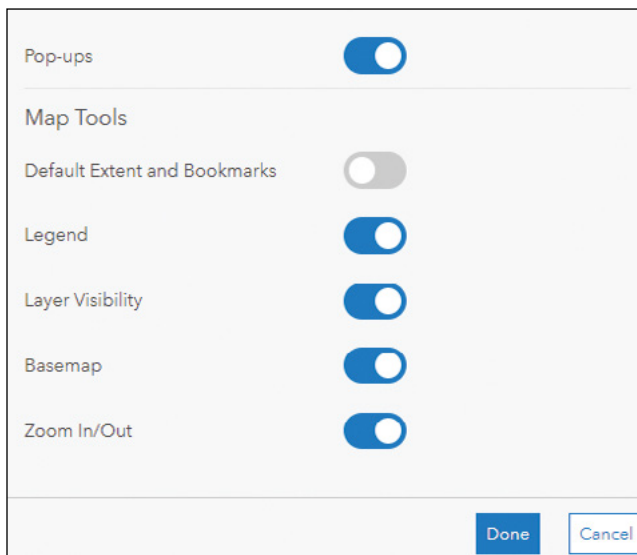 Pop-ups
Map Tools
Default Extent and Bookmarks
Legend
Layer Visibility
Basemap
Zoom In/Out
Done Cancel